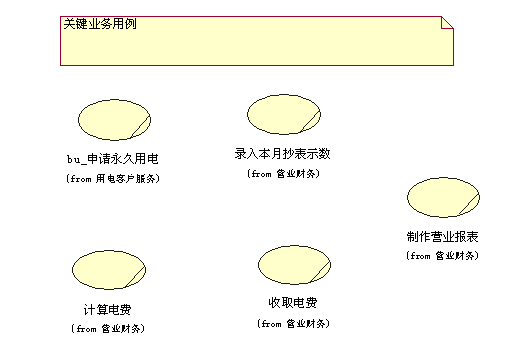 关键业务用例
bu_申请永久用电
(from 用电客户服务)
录入本月抄表示数
(from 营业财务)
制作营业报表
(from 营业财务)
计算电费
(from 营业财务)
收取电费
(from 营业财务)